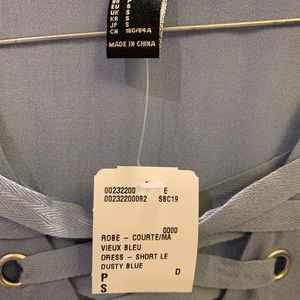 EU S
UK S
KR S
JP S
CN 160/84A
MADE IN CHINA
00232200 E
00232200082 SBC19
0000
ROBE – COURTE/MA
VIEUX BLEU
DRESS – SHORT LE
DUSTY BLUE
P D
S